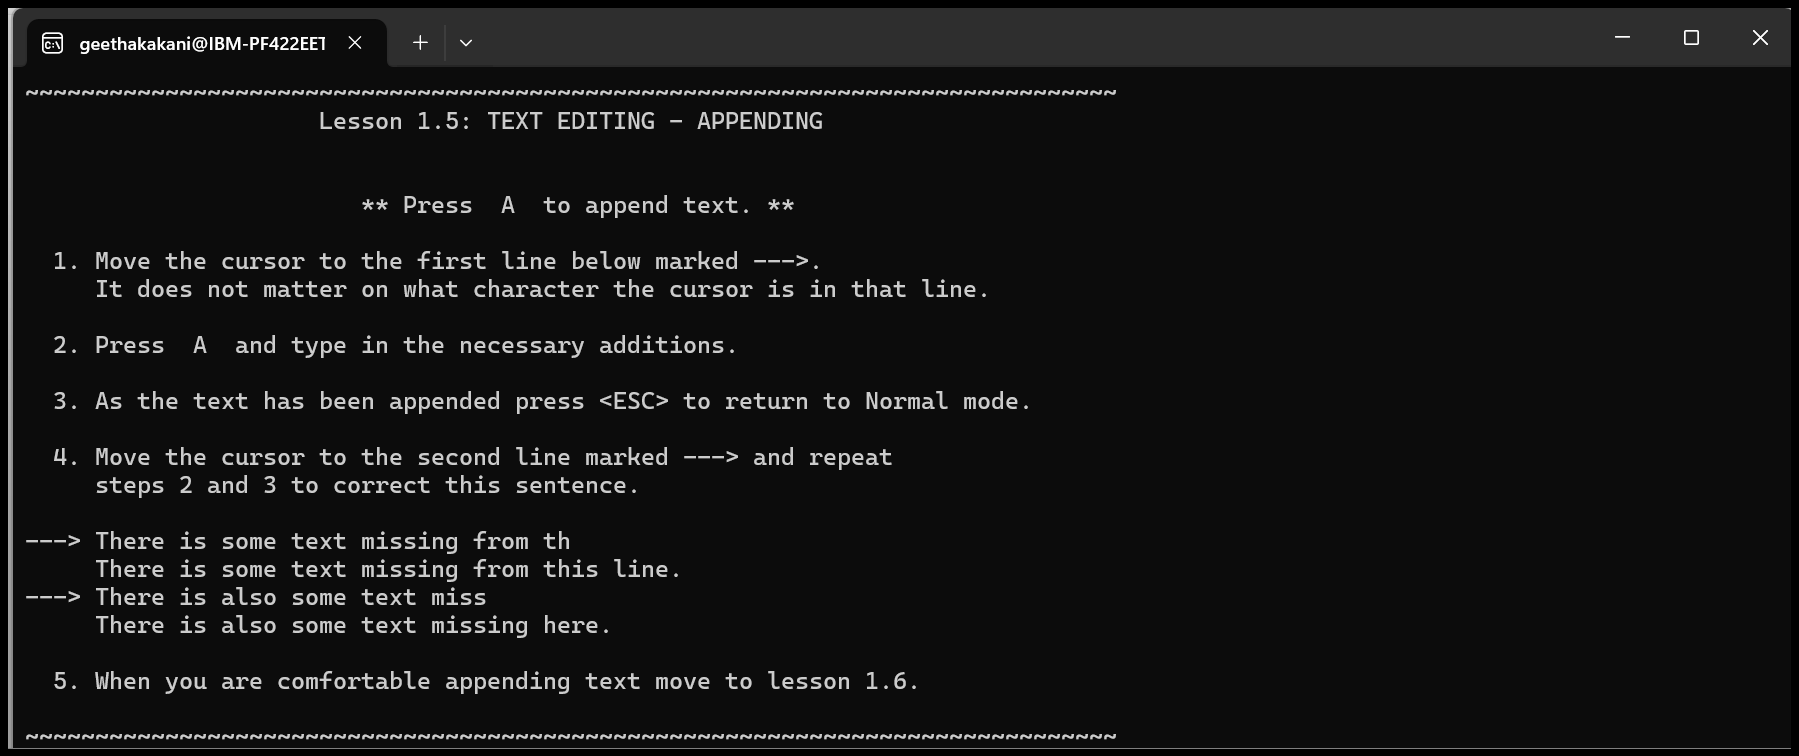 geethakakani@IBM-PF422EET
~~~~~~~~~~~~~~~~~~~~~~~~~~~~~~~~~~~~~~~~~~~~~~~~~~~~~~~~~~~~~~~~~~~~~~~~~~~~~~
Lesson 1.5: TEXT EDITING - APPENDING
** Press  A  to append text. **
1. Move the cursor to the first line below marked --->.
It does not matter on what character the cursor is in that line.
2. Press  A  and type in the necessary additions.
3. As the text has been appended press <ESC> to return to Normal mode.
4. Move the cursor to the second line marked ---> and repeat
steps 2 and 3 to correct this sentence.
---> There is some text missing from th
There is some text missing from this line.
---> There is also some text miss
There is also some text missing here.
5. When you are comfortable appending text move to lesson 1.6.
~~~~~~~~~~~~~~~~~~~~~~~~~~~~~~~~~~~~~~~~~~~~~~~~~~~~~~~~~~~~~~~~~~~~~~~~~~~~~~